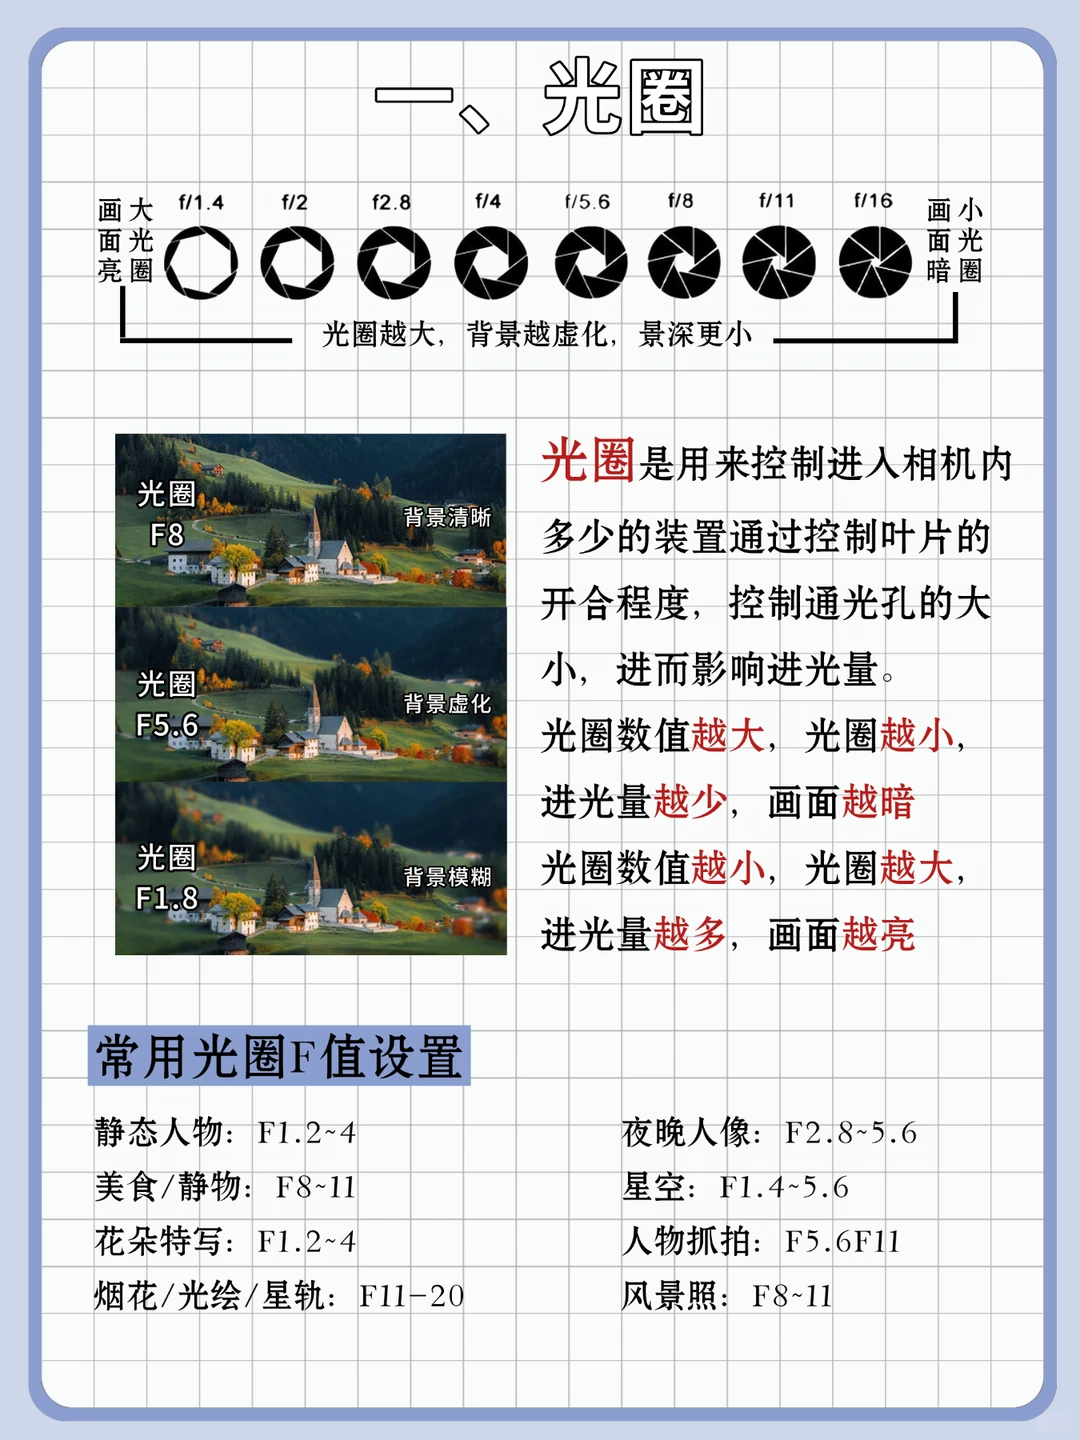 一、光圈
大光圈
画面亮
f/1.4 f/2 f2.8 f/4 f/5.6 f/8 f/11 f/16
小光圈
画面暗
光圈越大，背景越虚化，景深更小
光圈
F8
背景清晰
光圈
F5.6
背景虚化
光圈
F1.8
背景模糊
光圈是用来控制进入相机内
多少的装置通过控制叶片的
开合程度，控制通光孔的大
小，进而影响进光量。
光圈数值越大，光圈越小，
进光量越少，画面越暗
光圈数值越小，光圈越大，
进光量越多，画面越亮
常用光圈F值设置
静态人物：F1.2~4
美食/静物：F8~11
花朵特写：F1.2~4
烟花/光绘/星轨：F11-20
夜晚人像：F2.8~5.6
星空：F1.4~5.6
人物抓拍：F5.6F11
风景照：F8~11